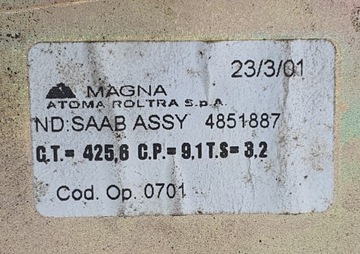 23/3/01
MAGNA
ATOMA ROLTRA S.p.A
ND:SAAB ASSY 4851887
C.T.= 425,6 C.P.= 9,1 T.S= 3,2
Cod. Op. 0701